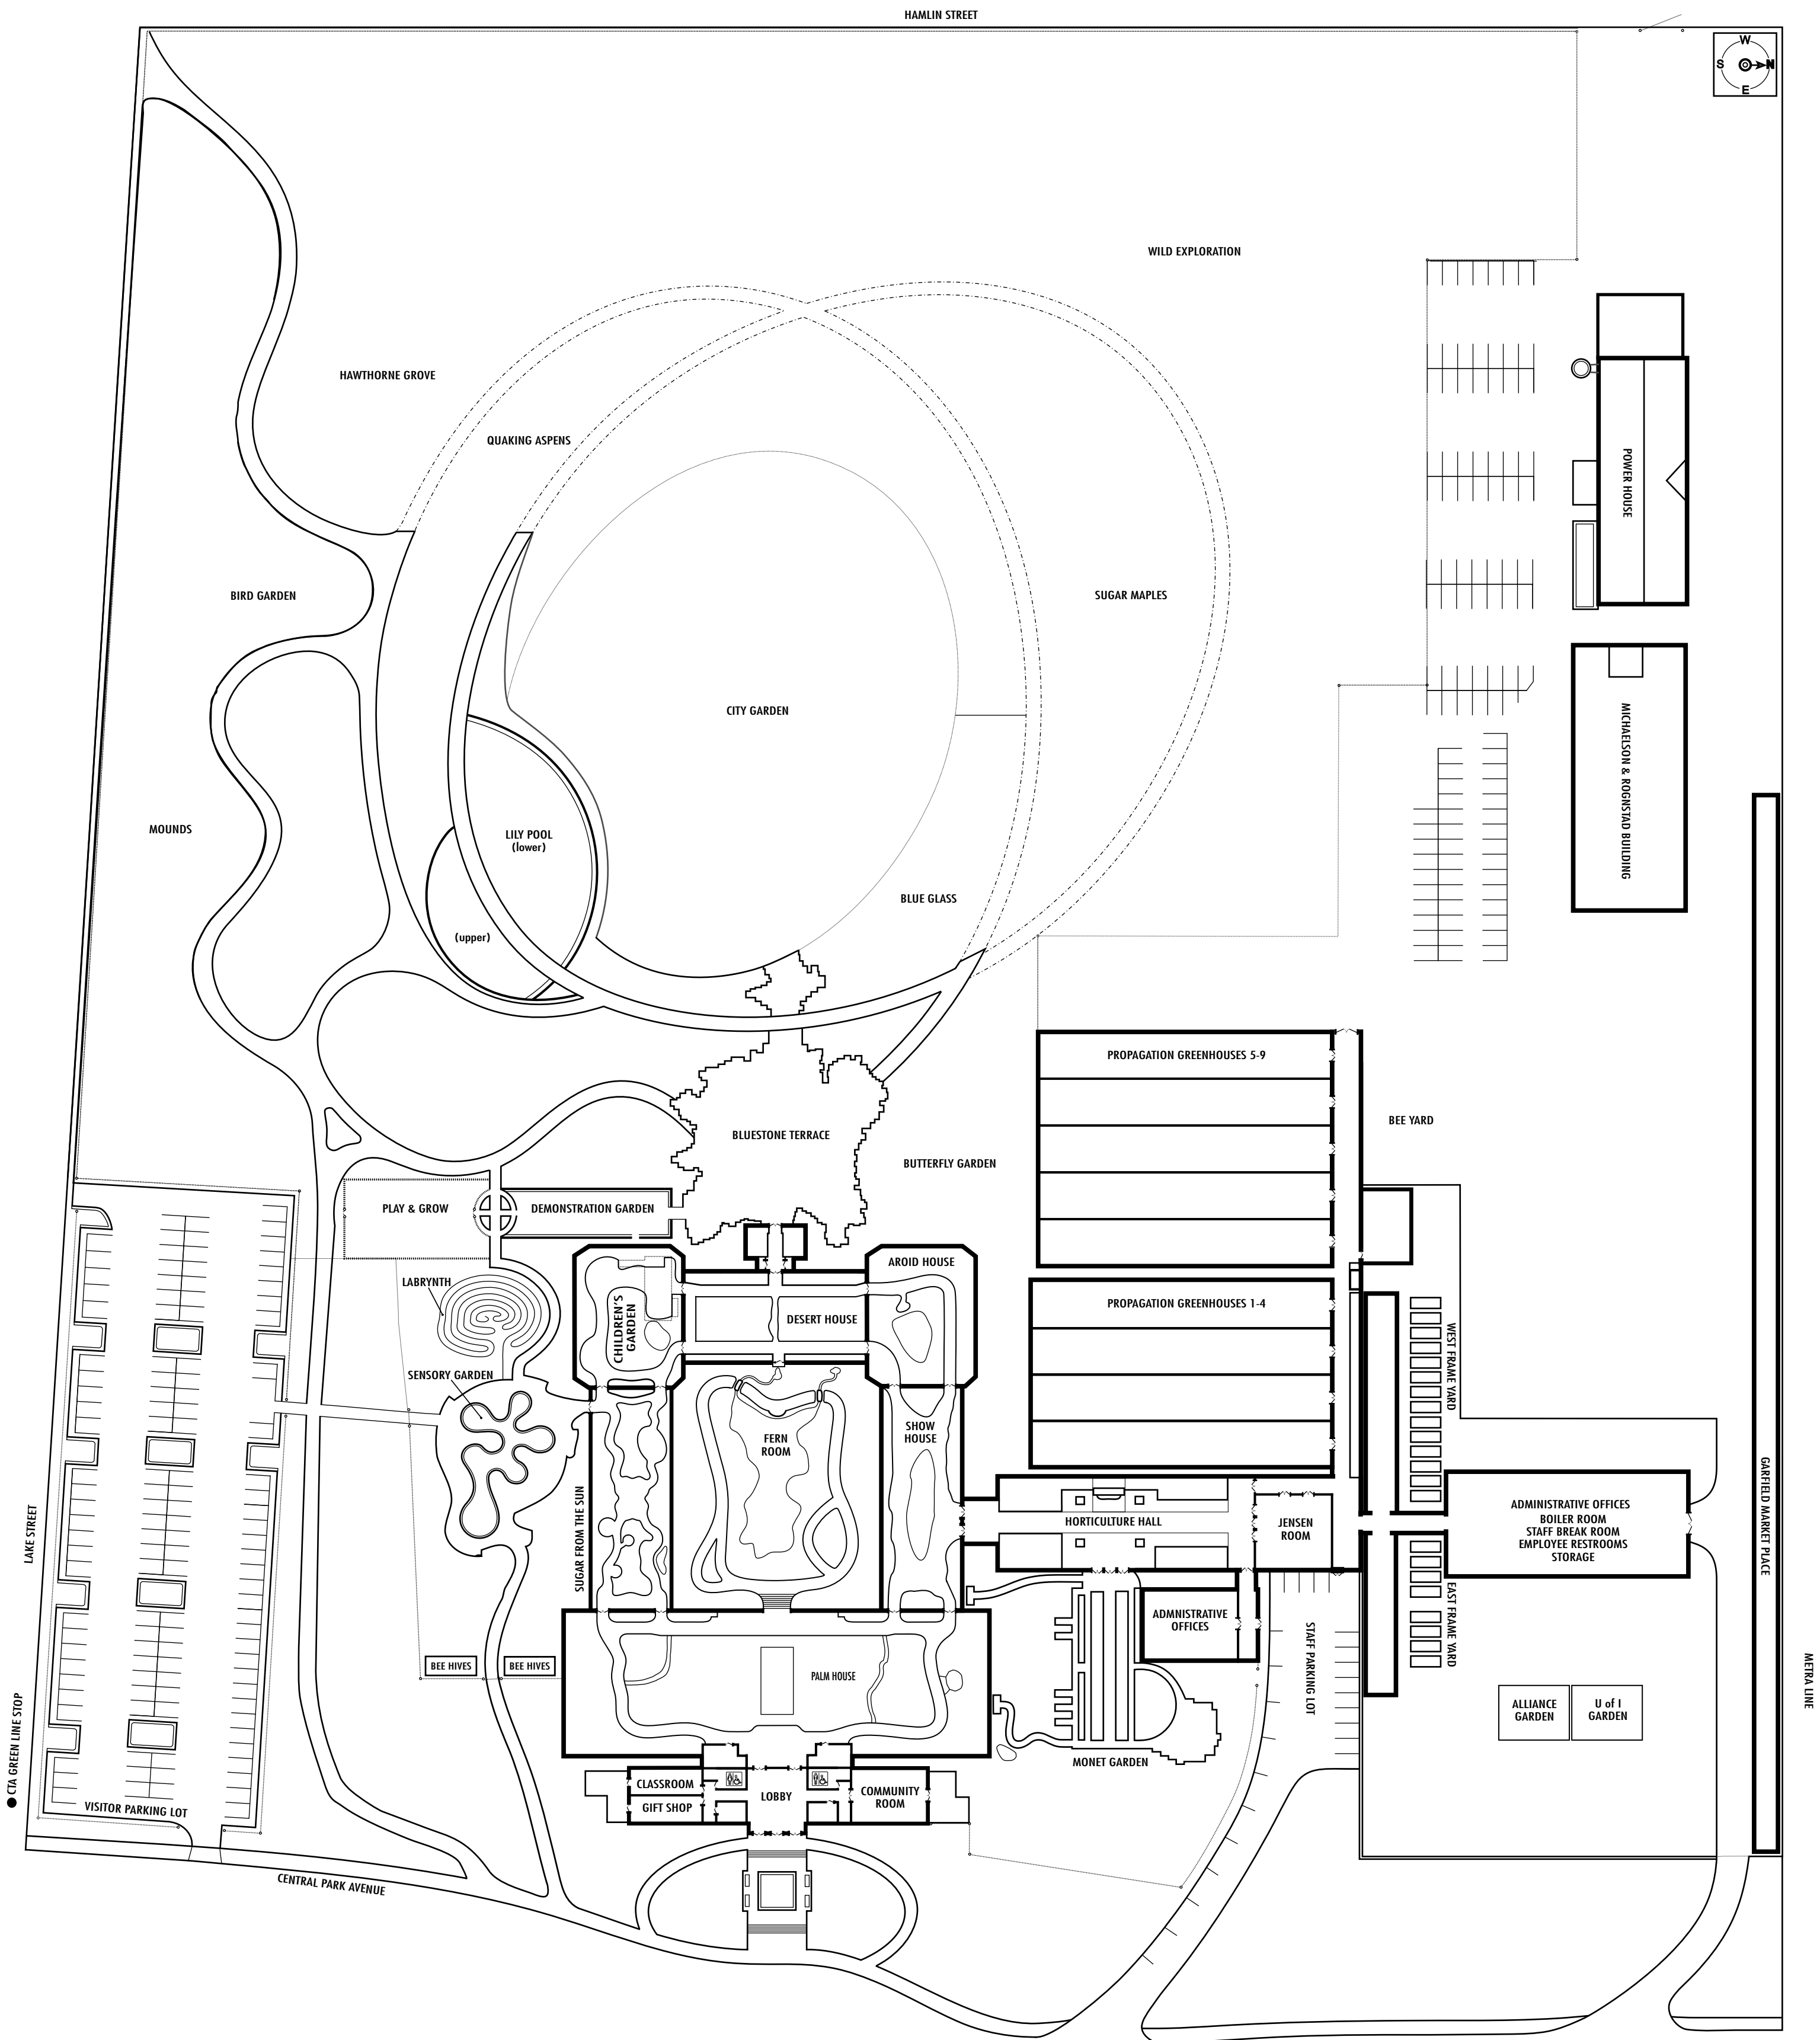 HAMLIN STREET
W
S
N
E
WILD EXPLORATION
HAWTHORNE GROVE
QUAKING ASPENS
POWER HOUSE
BIRD GARDEN
SUGAR MAPLES
CITY GARDEN
MICHAELSON & ROGNSTAD BUILDING
MOUNDS
LILY POOL
(lower)
BLUE GLASS
(upper)
PROPAGATION GREENHOUSES 5-9
BEE YARD
BLUESTONE TERRACE
BUTTERFLY GARDEN
PLAY & GROW
DEMONSTRATION GARDEN
AROID HOUSE
LABRYNTH
CHILDREN'S
GARDEN
DESERT HOUSE
PROPAGATION GREENHOUSES 1-4
WEST FRAME YARD
SENSORY GARDEN
FERN
ROOM
SHOW
HOUSE
SUGAR FROM THE SUN
HORTICULTURE HALL
JENSEN
ROOM
ADMINISTRATIVE OFFICES
BOILER ROOM
STAFF BREAK ROOM
EMPLOYEE RESTROOMS
STORAGE
GARFIELD MARKET PLACE
LAKE STREET
ADMNISTRATIVE
OFFICES
EAST FRAME YARD
STAFF PARKING LOT
BEE HIVES
BEE HIVES
PALM HOUSE
ALLIANCE
GARDEN
U of I
GARDEN
METRA LINE
CTA GREEN LINE STOP
MONET GARDEN
CLASSROOM
GIFT SHOP
LOBBY
COMMUNITY
ROOM
VISITOR PARKING LOT
CENTRAL PARK AVENUE